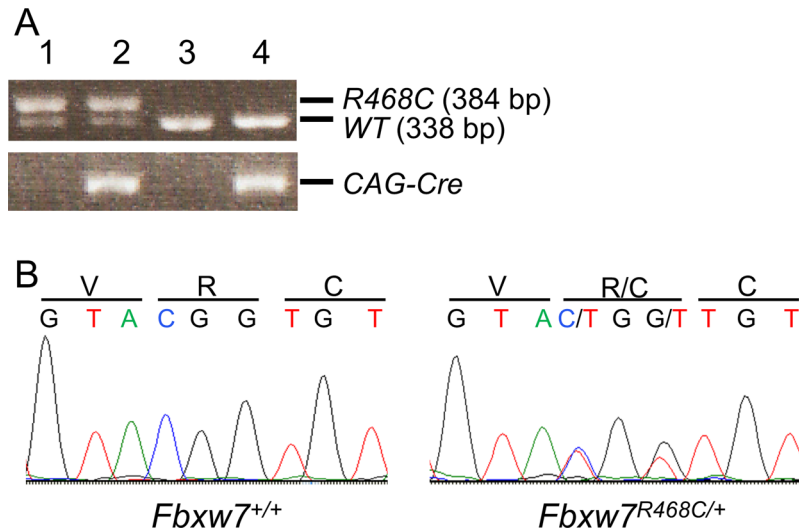 A
1 2 3 4
R468C (384 bp)
WT (338 bp)
CAG-Cre
B
V R C
G T A C G G T G T
Fbxw7+/+
V R/C C
G T A C/T G G/T T G T
Fbxw7R468C/+